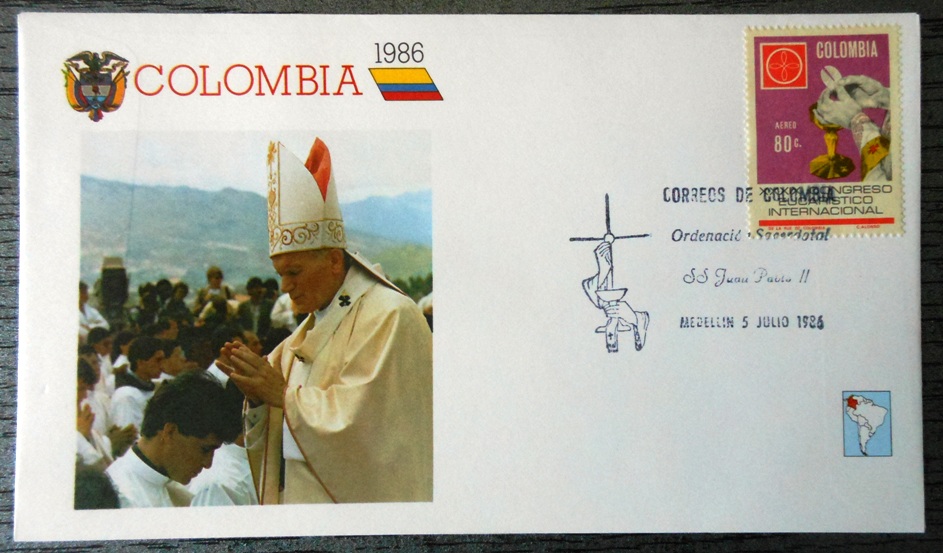 1986
COLOMBIA
COLOMBIA
AEREO
80 c.
CONGRESO
EUCARISTICO
INTERNACIONAL
CORREOS DE COLOMBIA
Ordenación Sacerdotal
SS Juan Pablo II
MEDELLIN 5 JULIO 1986